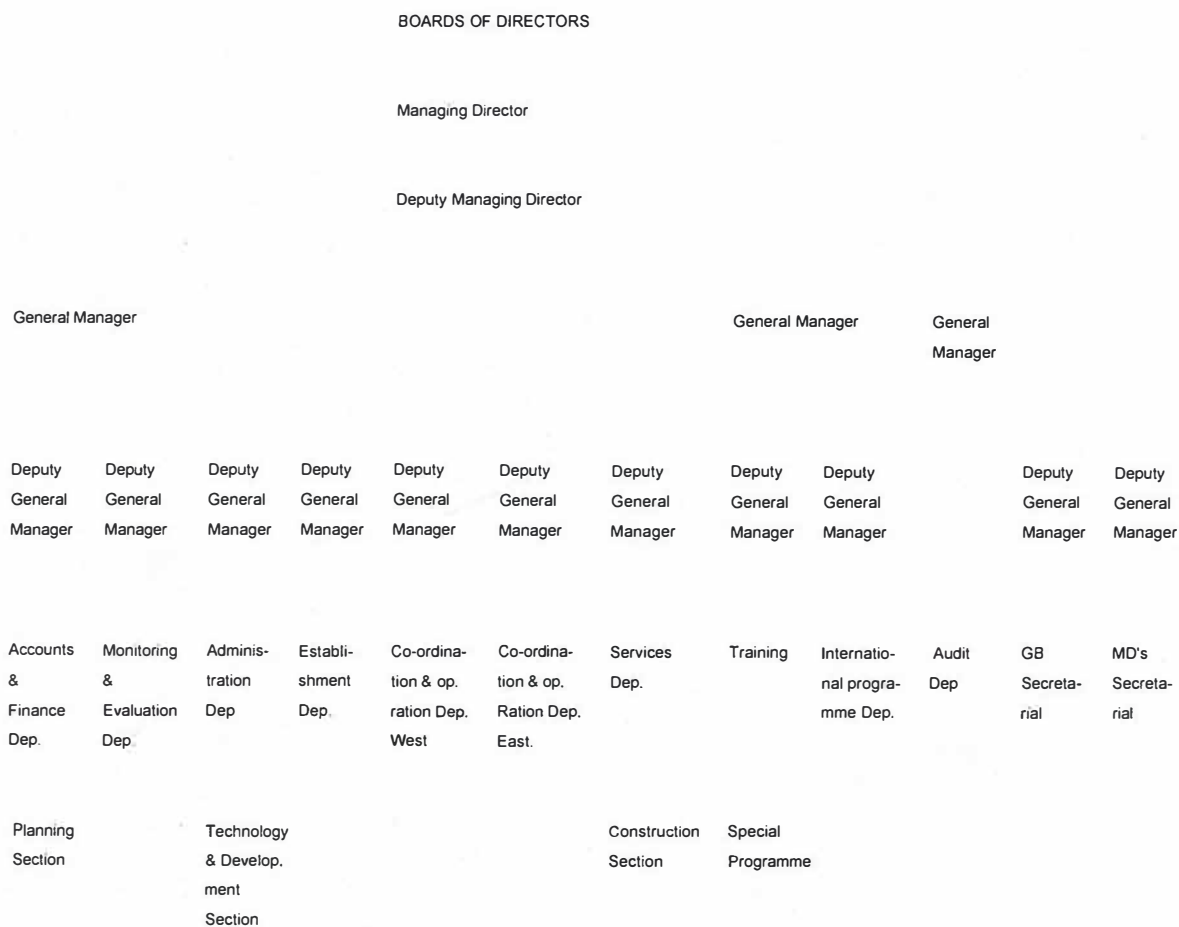 BOARDS OF DIRECTORS
Managing Director
Deputy Managing Director
General Manager
General Manager
General
Manager
Deputy
General
Manager
Deputy
General
Manager
Deputy
General
Manager
Deputy
General
Manager
Deputy
General
Manager
Deputy
General
Manager
Deputy
General
Manager
Deputy
General
Manager
Deputy
General
Manager
Deputy
General
Manager
Deputy
General
Manager
Accounts
&
Finance
Dep.
Monitoring
&
Evaluation
Dep.
Adminis-
tration
Dep
Establi-
shment
Dep.
Co-ordina-
tion & op.
ration Dep.
West
Co-ordina-
tion & op.
Ration Dep.
East.
Services
Dep.
Training
Internatio-
nal progra-
mme Dep.
Audit
Dep
GB
Secreta-
rial
MD's
Secreta-
rial
Planning
Section
Technology
& Develop.
ment
Section
Construction
Section
Special
Programme